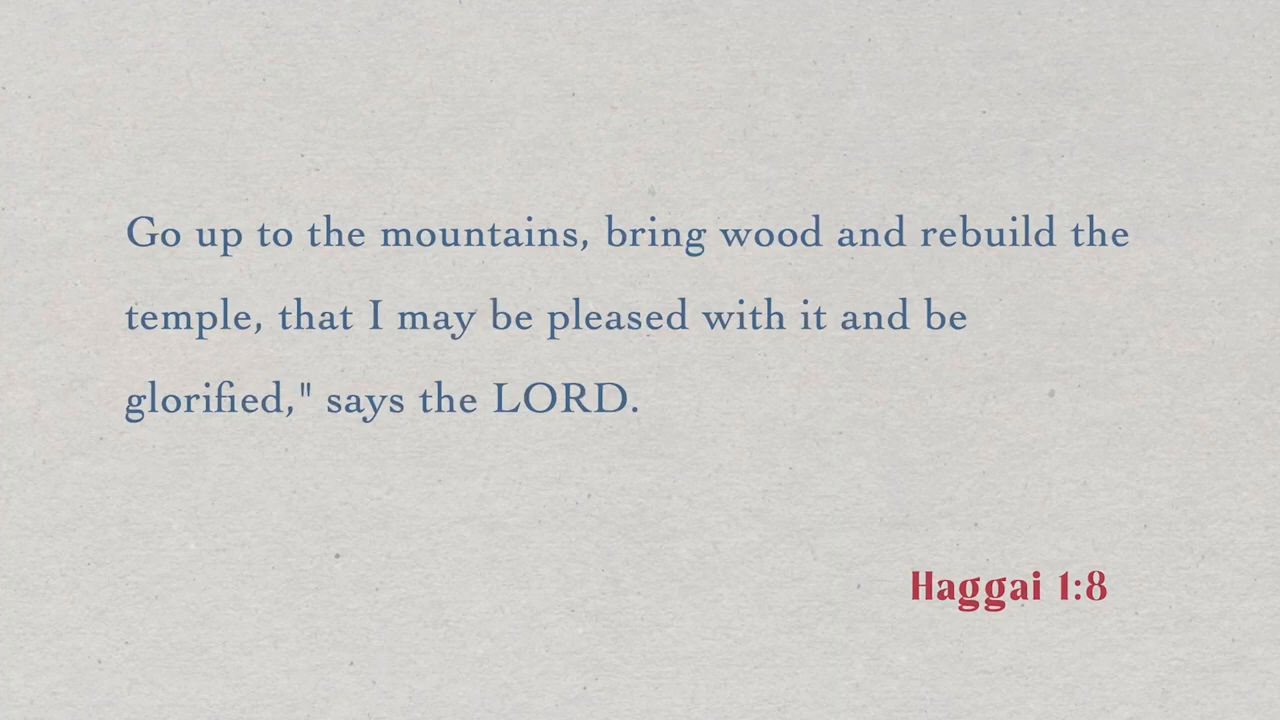 Go up to the mountains, bring wood and rebuild the
temple, that I may be pleased with it and be
glorified," says the LORD.
Haggai 1:8